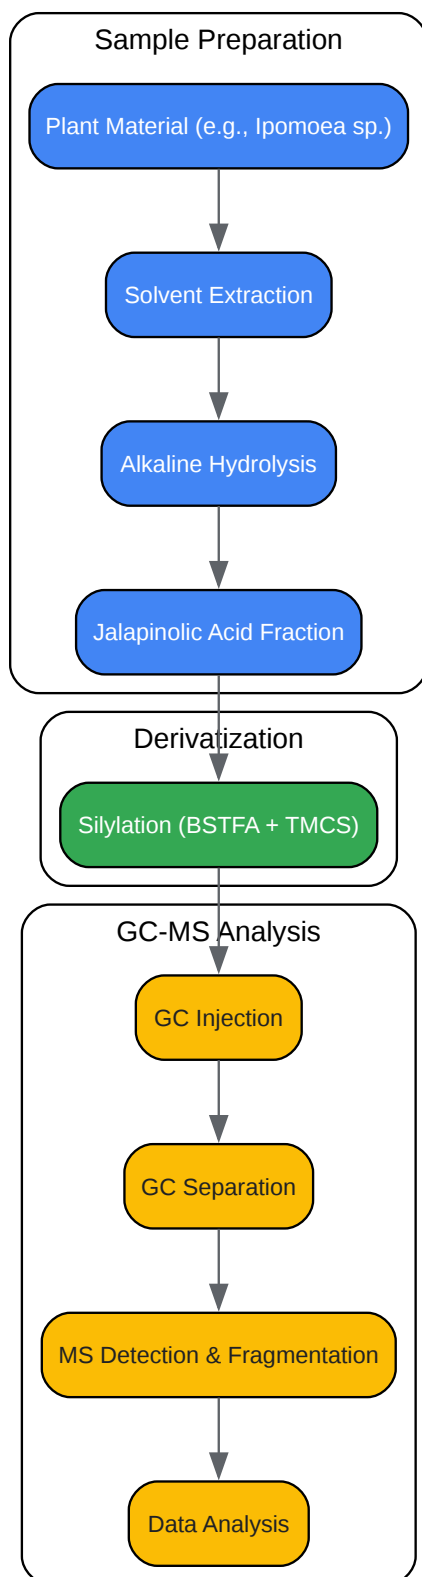 Sample Preparation
Plant Material (e.g., Ipomoea sp.)
Solvent Extraction
Alkaline Hydrolysis
Jalapinolic Acid Fraction
Derivatization
Silylation (BSTFA + TMCS)
GC-MS Analysis
GC Injection
GC Separation
MS Detection & Fragmentation
Data Analysis